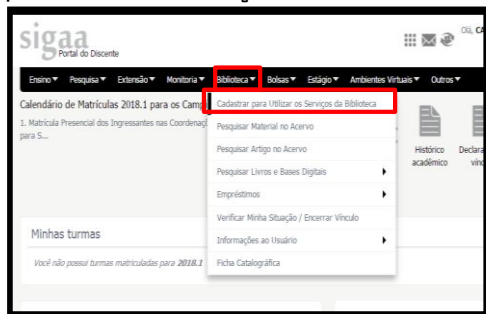 sigaa
Portal do Discente
Olá, CA
Ensino Pesquisa Extensão Monitoria Biblioteca Bolsas Estágio Ambientes Virtuais Outros
Calendário de Matrículas 2018.1 para os Camp
1. Matrícula Presencial dos Ingressantes nas Coordenaç
para S...
Cadastrar para Utilizar os Serviços da Biblioteca
Pesquisar Material no Acervo
Pesquisar Artigo no Acervo
Pesquisar Livros e Bases Digitais
Empréstimos
Verificar Minha Situação / Encerrar Vínculo
Informações ao Usuário
Ficha Catalográfica
Histórico
acadêmico
Declara
vínc
Minhas turmas
Você não possui turmas matriculadas para 2018.1